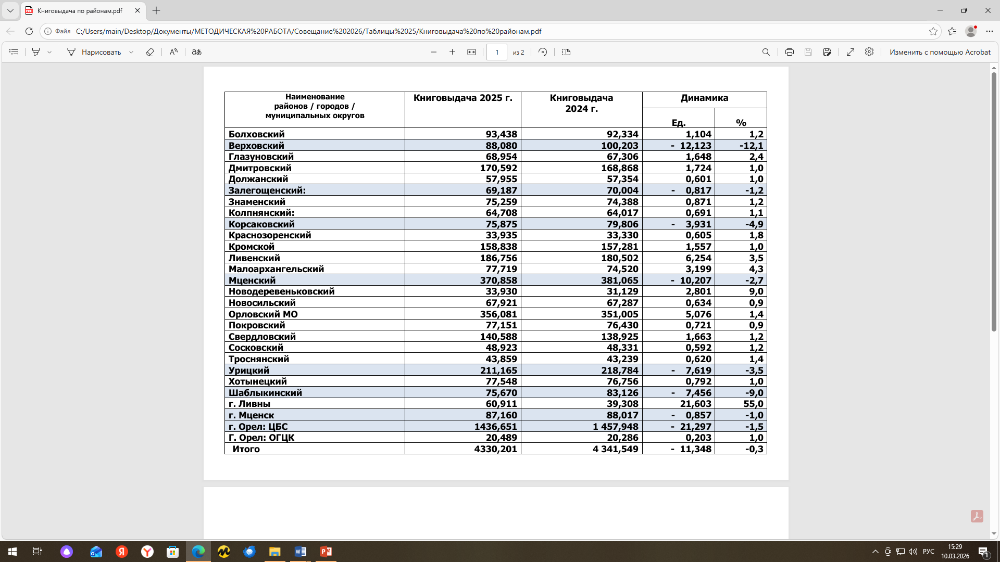 Книговыдача по районам.pdf
Файл C:/Users/main/Desktop/Документы/МЕТОДИЧЕСКАЯ%20РАБОТА/Совещание%202026/Таблицы%2025/Книговыдача%20по%20районам.pdf
Нарисовать 1 из 2 Изменить с помощью Acrobat
Наименование
районов / городов /
муниципальных округов
Книговыдача 2025 г.
Книговыдача
2024 г.
Динамика
Ед. %
Болховский 93,438 92,334 1,104 1,2
Верховский 88,080 100,203 - 12,123 -12,1
Глазуновский 68,954 67,306 1,648 2,4
Дмитровский 170,592 168,868 1,724 1,0
Должанский 57,955 57,354 0,601 1,0
Залегощенский: 69,187 70,004 - 0,817 -1,2
Знаменский 75,259 74,388 0,871 1,2
Колпнянский: 64,708 64,017 0,691 1,1
Корсаковский 75,875 79,806 - 3,931 -4,9
Краснозоренский 33,935 33,330 0,605 1,8
Кромской 158,838 157,281 1,557 1,0
Ливенский 186,756 180,502 6,254 3,5
Малоархангельский 77,719 74,520 3,199 4,3
Мценский 370,858 381,065 - 10,207 -2,7
Новодеревеньковский 33,930 31,129 2,801 9,0
Новосильский 67,921 67,287 0,634 0,9
Орловский МО 356,081 351,005 5,076 1,4
Покровский 77,151 76,430 0,721 0,9
Свердловский 140,588 138,925 1,663 1,2
Сосковский 48,923 48,331 0,592 1,2
Троснянский 43,859 43,239 0,620 1,4
Урицкий 211,165 218,784 - 7,619 -3,5
Хотынецкий 77,548 76,756 0,792 1,0
Шаблыкинский 75,670 83,126 - 7,456 -9,0
г. Ливны 60,911 39,308 21,603 55,0
г. Мценск 87,160 88,017 - 0,857 -1,0
г. Орел: ЦБС 1436,651 1 457,948 - 21,297 -1,5
Г. Орел: ОГЦК 20,489 20,286 0,203 1,0
Итого 4330,201 4 341,549 - 11,348 -0,3
РУС
15:29
10.03.2026
1